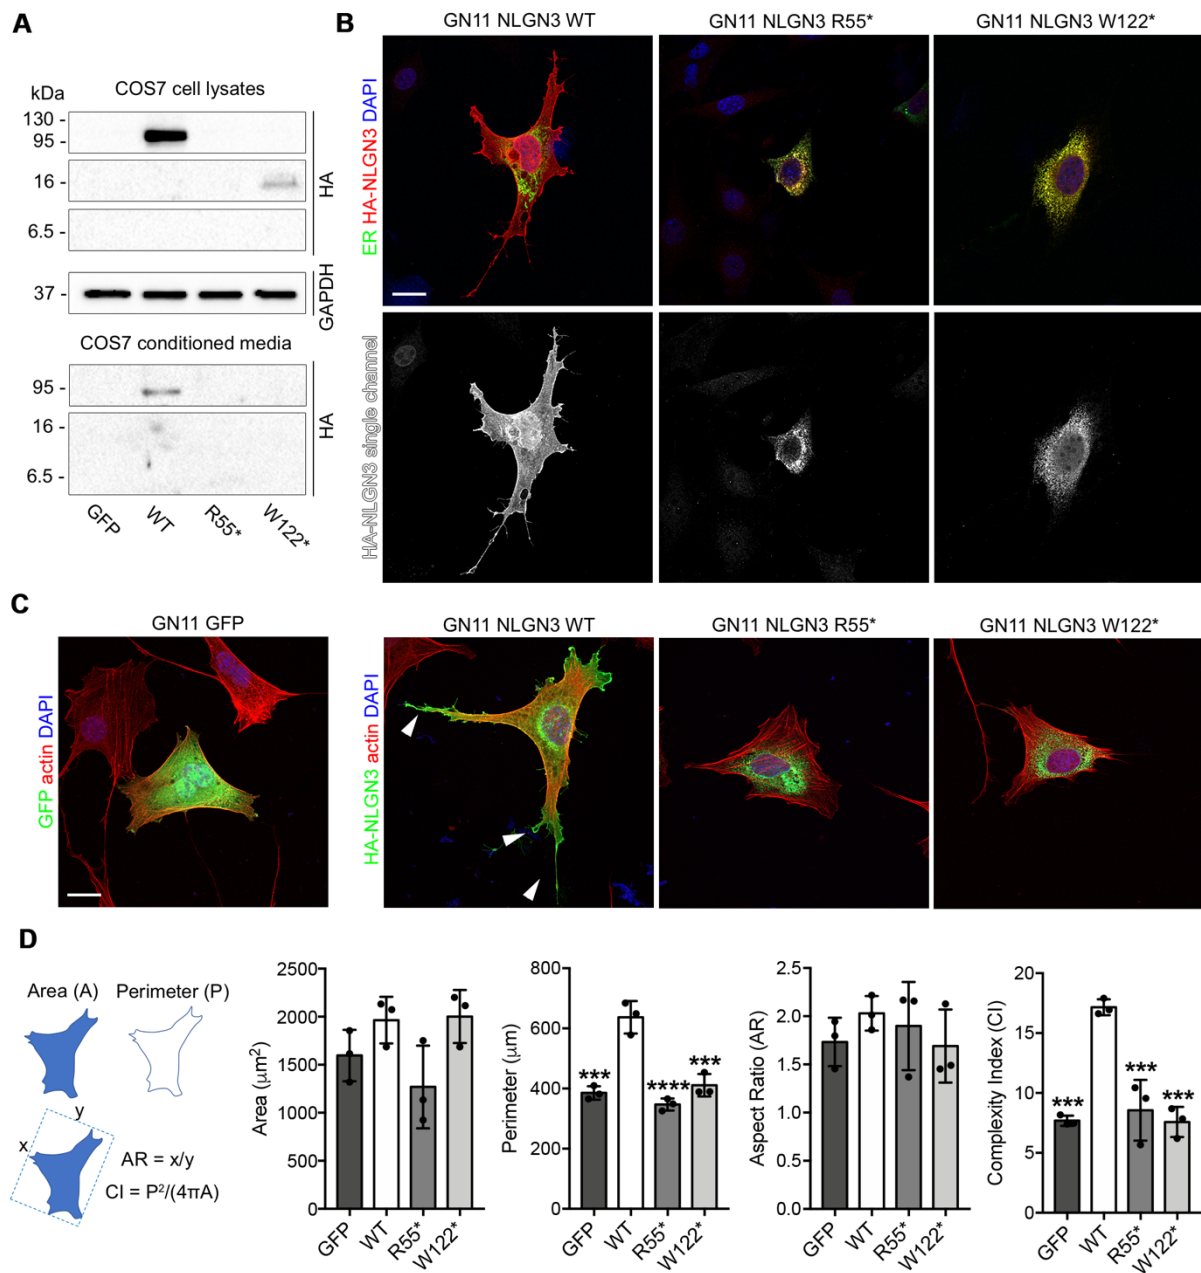 A
COS7 cell lysates
kDa
130 -
95 -
16 -
6.5 -
HA
37 -
GAPDH
COS7 conditioned media
95 -
16 -
6.5 -
HA
GFP
WT
R55*
W122*
B
GN11 NLGN3 WT
GN11 NLGN3 R55*
GN11 NLGN3 W122*
ER HA-NLGN3 DAPI
HA-NLGN3 single channel
C
GN11 GFP
GN11 NLGN3 WT
GN11 NLGN3 R55*
GN11 NLGN3 W122*
GFP actin DAPI
HA-NLGN3 actin DAPI
D
Area (A)
Perimeter (P)
y
x
AR = x/y
CI = P²/(4πA)
Area (μm²)
2500
2000
1500
1000
500
0
GFP
WT
R55*
W122*
Perimeter (μm)
800
600
400
200
0
***
****
***
GFP
WT
R55*
W122*
Aspect Ratio (AR)
2.5
2.0
1.5
1.0
0.5
0.0
GFP
WT
R55*
W122*
Complexity Index (CI)
20
15
10
5
0
***
***
***
GFP
WT
R55*
W122*